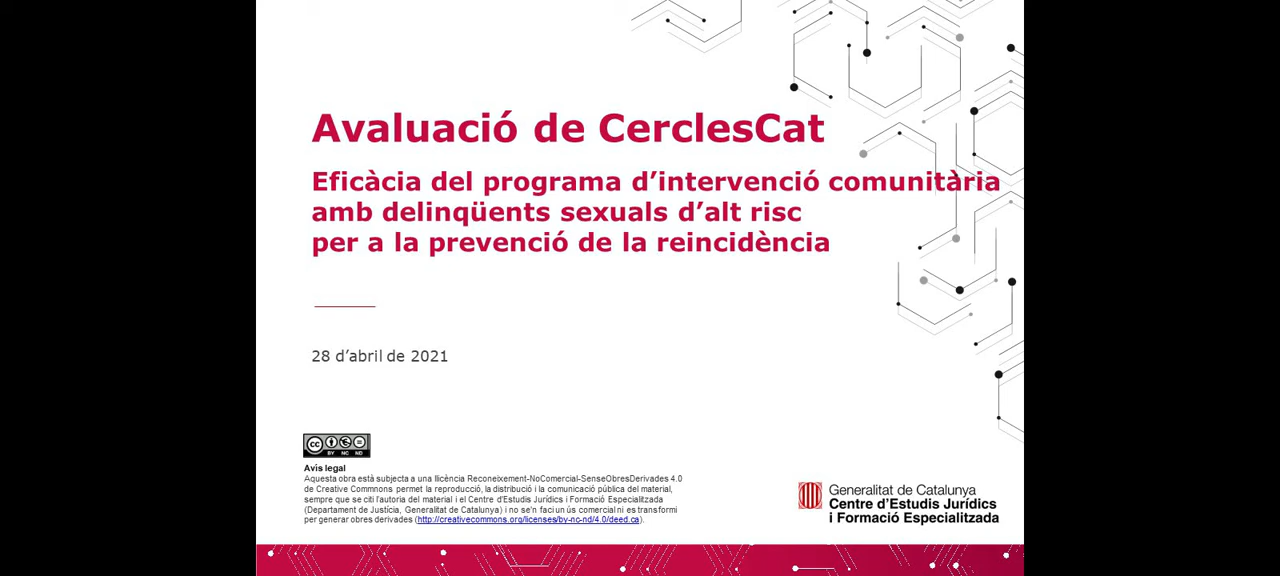 Avaluació de CerclesCat
Eficàcia del programa d’intervenció comunitària
amb delinqüents sexuals d’alt risc
per a la prevenció de la reincidència
28 d’abril de 2021
cc
BY NC ND
Avís legal
Aquesta obra està subjecta a una llicència Reconeixement-NoComercial-SenseObresDerivades 4.0
de Creative Commons permet la reproducció, la distribució i la comunicació pública del material,
sempre que se citi l'autoria del material i el Centre d'Estudis Jurídics i Formació Especialitzada
(Departament de Justícia, Generalitat de Catalunya) i no se'n faci un ús comercial ni es transformi
per generar obres derivades (http://creativecommons.org/licenses/by-nc-nd/4.0/deed.ca).
Generalitat de Catalunya
Centre d’Estudis Jurídics
i Formació Especialitzada